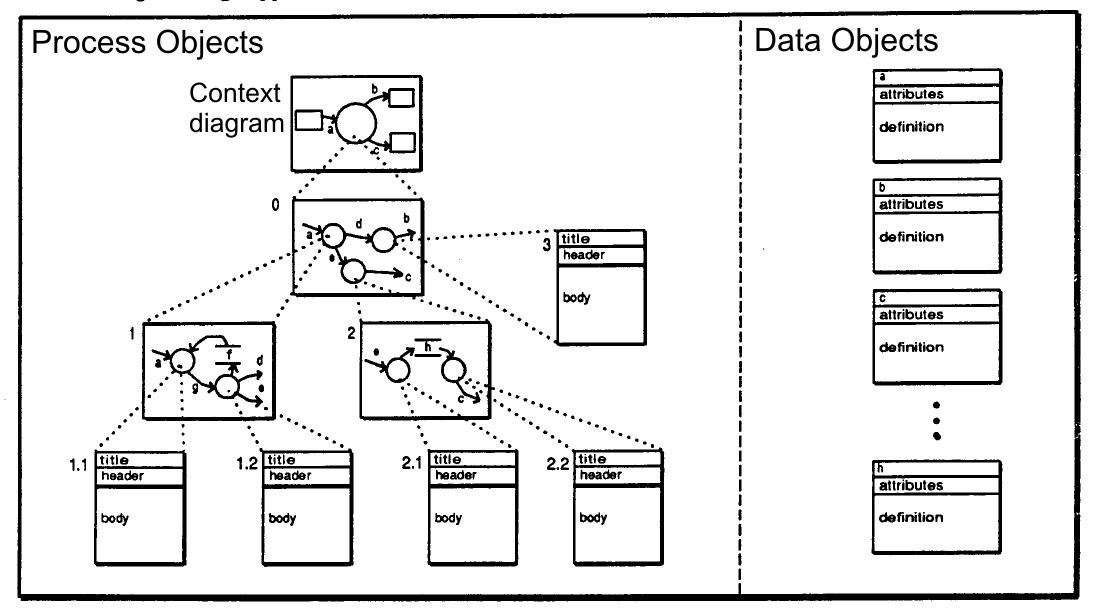 Process Objects
Data Objects
Context
diagram
b
a
c
0
a
d
b
e
c
3
title
header
body
1
a
f
d
g
e
2
e
h
c
1.1
title
header
body
1.2
title
header
body
2.1
title
header
body
2.2
title
header
body
a
attributes
definition
b
attributes
definition
c
attributes
definition
h
attributes
definition